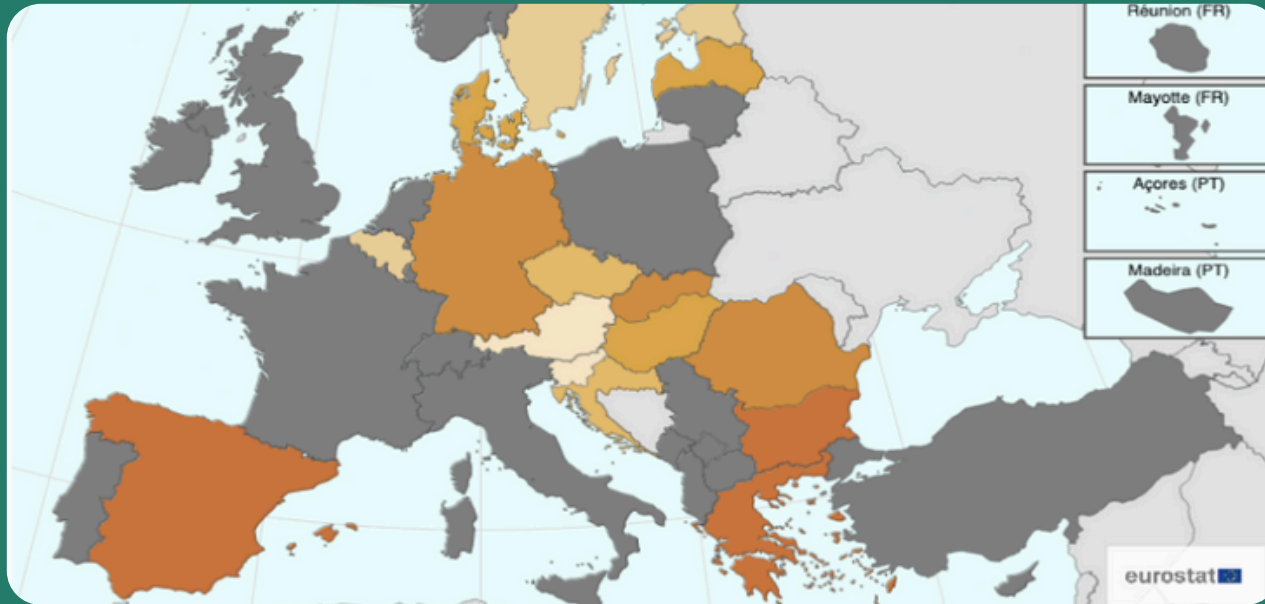 Réunion (FR)
Mayotte (FR)
Açores (PT)
Madeira (PT)
eurostat